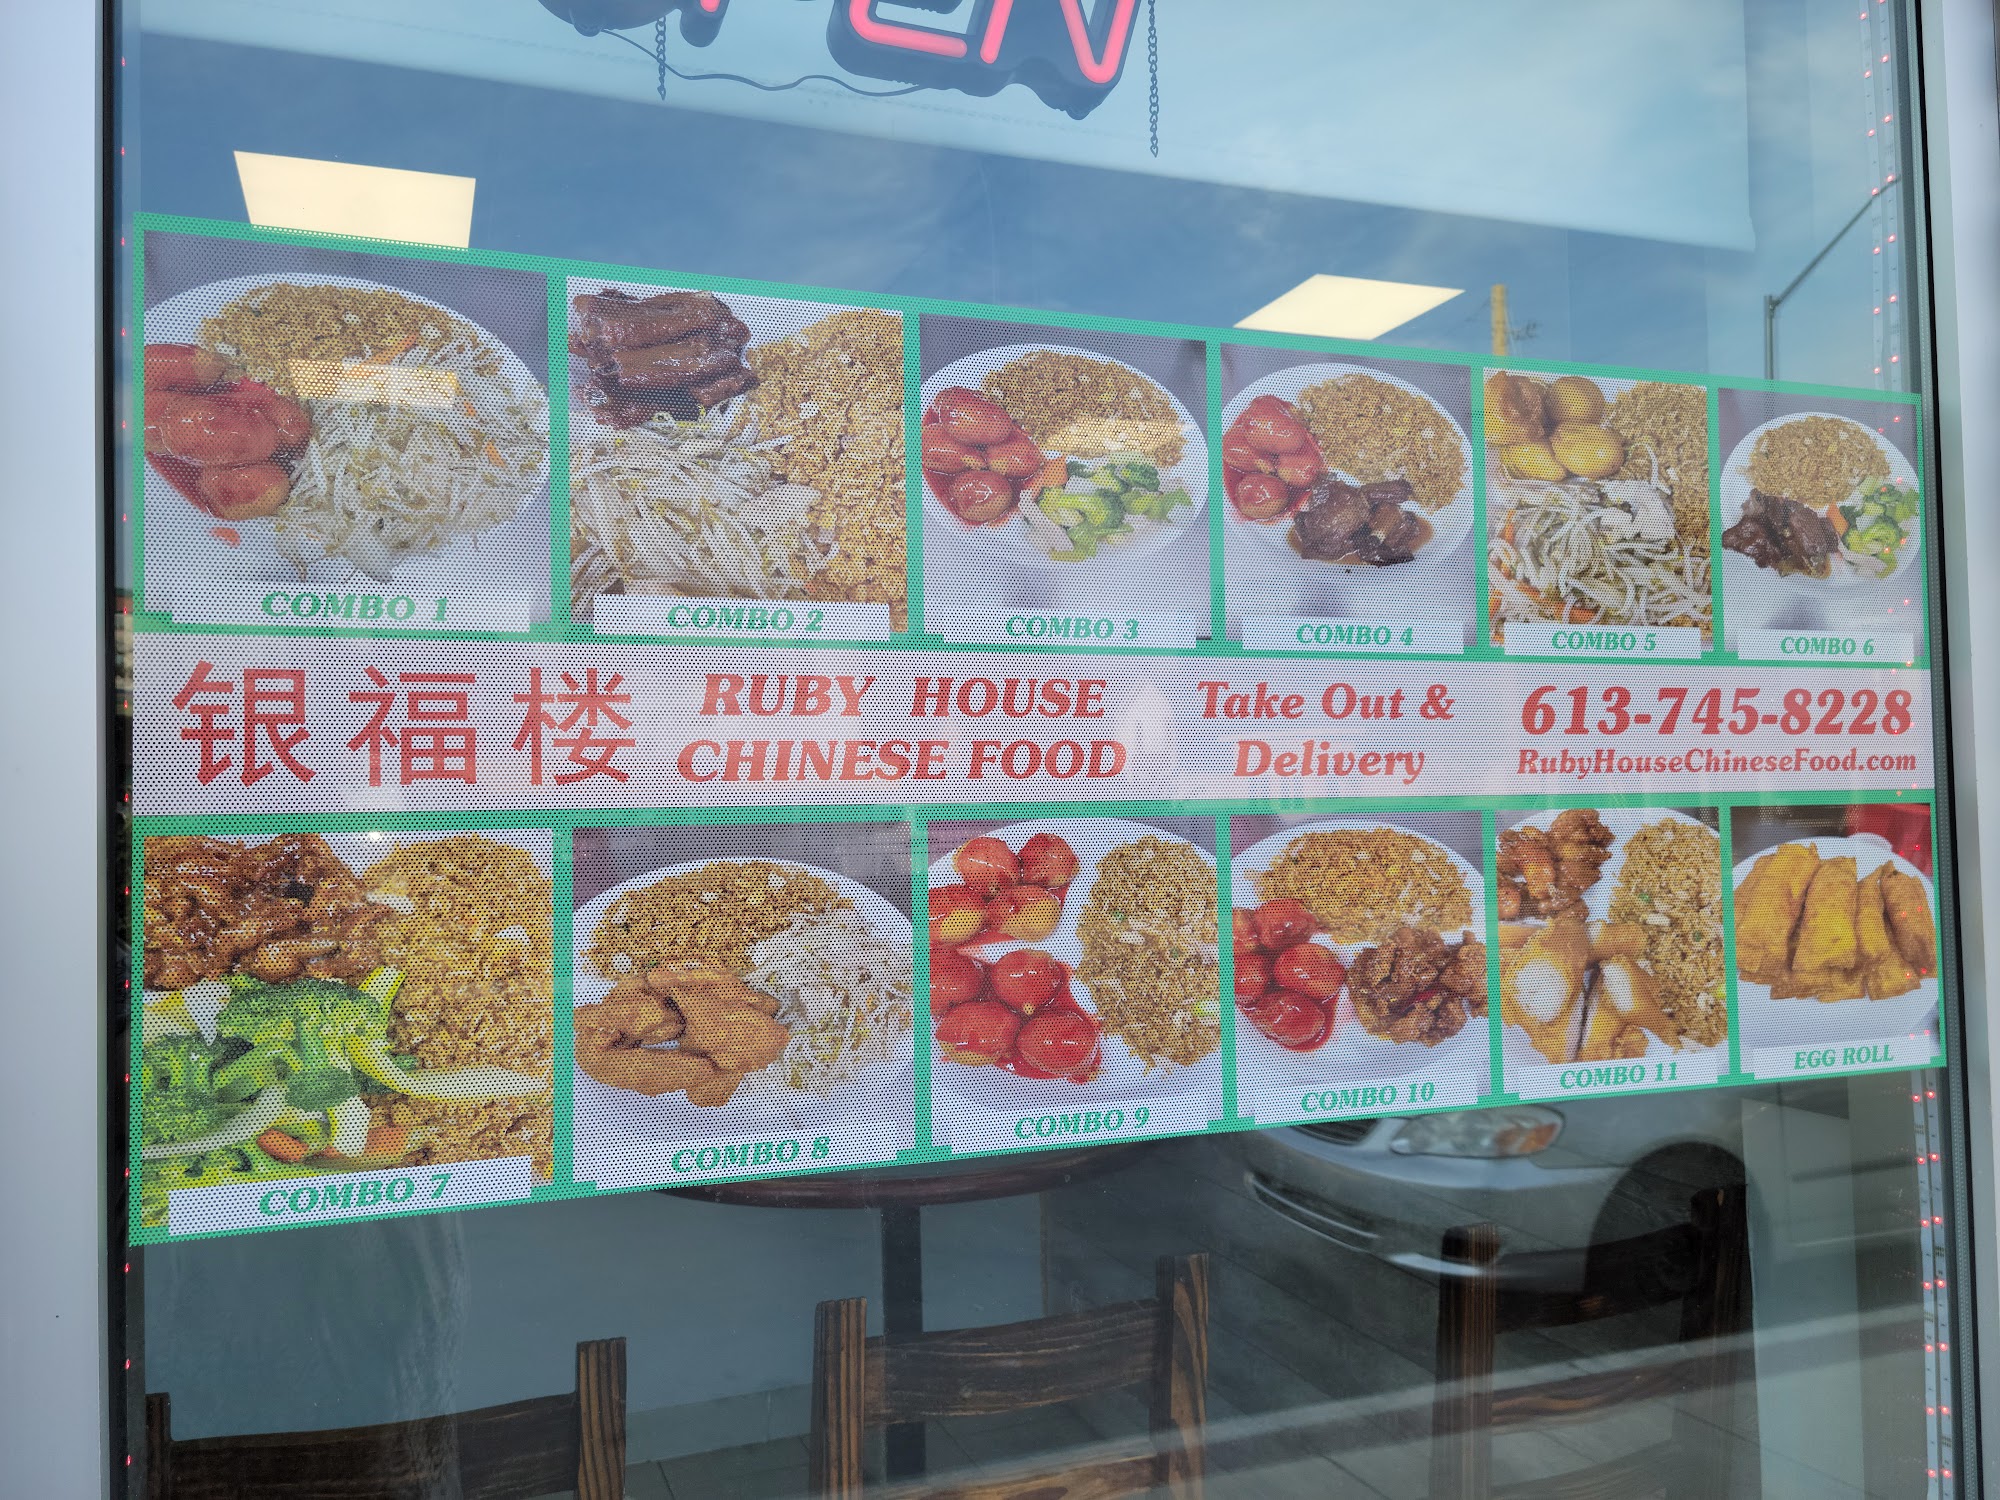 OPEN
COMBO 1
COMBO 2
COMBO 3
COMBO 4
COMBO 5
COMBO 6
银福楼
RUBY HOUSE
CHINESE FOOD
Take Out &
Delivery
613-745-8228
RubyHouseChineseFood.com
COMBO 7
COMBO 8
COMBO 9
COMBO 10
COMBO 11
EGG ROLL